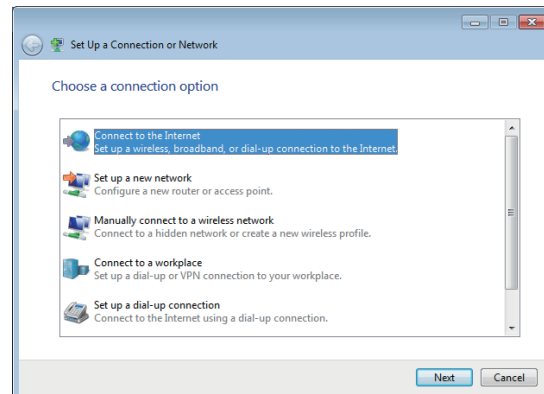 Set Up a Connection or Network
Choose a connection option
Connect to the Internet
Set up a wireless, broadband, or dial-up connection to the Internet.
Set up a new network
Configure a new router or access point.
Manually connect to a wireless network
Connect to a hidden network or create a new wireless profile.
Connect to a workplace
Set up a dial-up or VPN connection to your workplace.
Set up a dial-up connection
Connect to the Internet using a dial-up connection.
Next Cancel